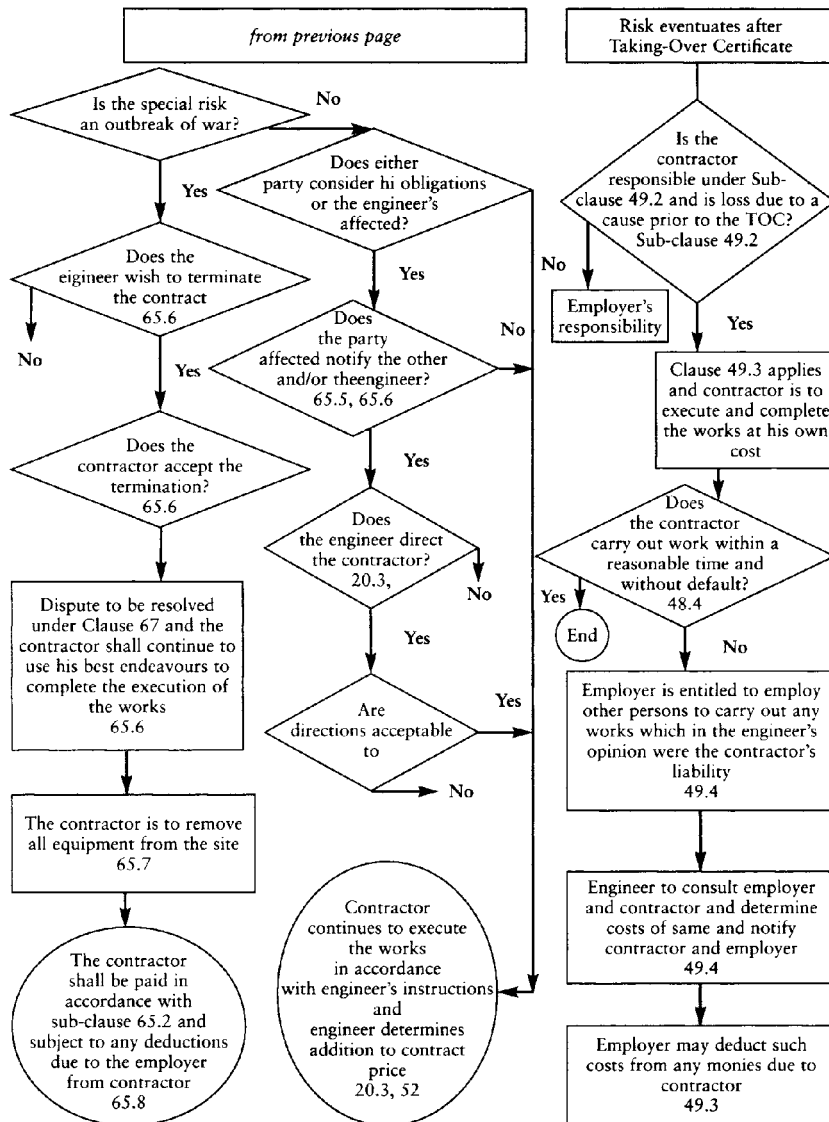 from previous page
Is the special risk
an outbreak of war?
No
Yes
Does the
eigineer wish to terminate
the contract
65.6
No
Yes
Does the
contractor accept the
termination?
65.6
Dispute to be resolved
under Clause 67 and the
contractor shall continue to
use his best endeavours to
complete the execution of
the works
65.6
The contractor is to remove
all equipment from the site
65.7
The contractor
shall be paid in
accordance with
sub-clause 65.2 and
subject to any deductions
due to the employer
from contractor
65.8
Does either
party consider hi obligations
or the engineer's
affected?
Yes
No
Does
the party
affected notify the other
and/or theengineer?
65.5, 65.6
Yes
Does
the engineer direct
the contractor?
20.3,
No
Yes
Are
directions acceptable
to
Yes
No
Contractor
continues to execute
the works
in accordance
with engineer's instructions
and
engineer determines
addition to contract
price
20.3, 52
Risk eventuates after
Taking-Over Certificate
Is the
contractor
responsible under Sub-
clause 49.2 and is loss due to a
cause prior to the TOC?
Sub-clause 49.2
No
Employer's
responsibility
Yes
Clause 49.3 applies
and contractor is to
execute and complete
the works at his own
cost
Does
the contractor
carry out work within a
reasonable time and
without default?
48.4
Yes
End
No
Employer is entitled to employ
other persons to carry out any
works which in the engineer's
opinion were the contractor's
liability
49.4
Engineer to consult employer
and contractor and determine
costs of same and notify
contractor and employer
49.4
Employer may deduct such
costs from any monies due to
contractor
49.3